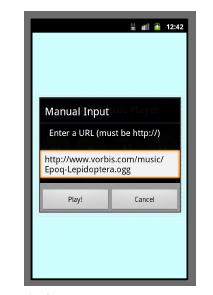 12:42
Manual Input
Enter a URL (must be http://)
http://www.vorbis.com/music/
Epoq-Lepidoptera.ogg
Play!
Cancel